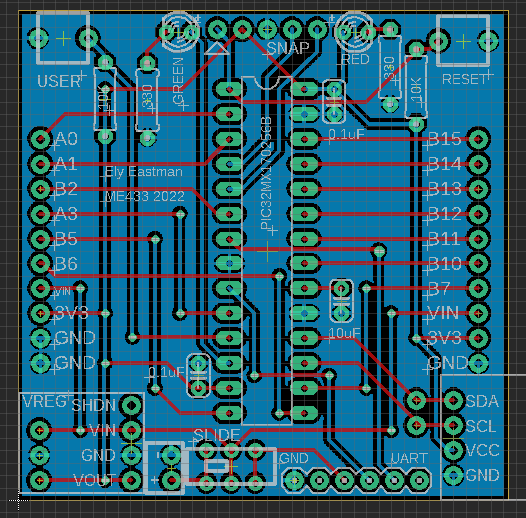 SNAP
USER
GREEN
RED
RESET
10K
330
330
10K
0.1uF
PIC32MX170256B
A0
A1
B2
A3
B5
B6
VIN
3V3
GND
GND
Ely Eastman
ME433 2022
B15
B14
B13
B12
B11
B10
B7
VIN
3V3
GND
10uF
0.1uF
VREG
SHDN
VIN
GND
VOUT
SLIDE
GND
UART
SDA
SCL
VCC
GND